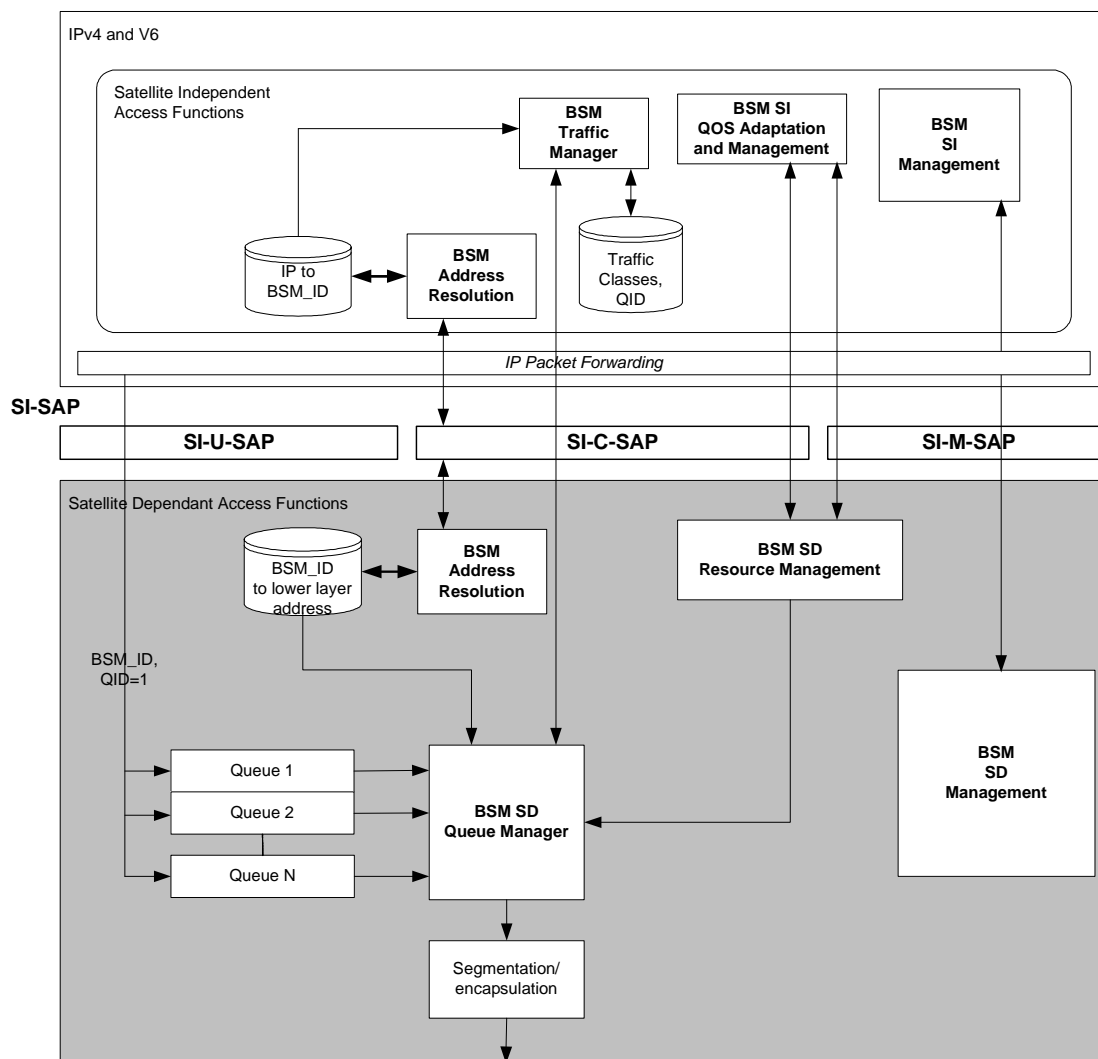 IPv4 and V6
Satellite Independent
Access Functions
BSM
Traffic
Manager
BSM SI
QOS Adaptation
and Management
BSM
SI
Management
IP to
BSM_ID
BSM
Address
Resolution
Traffic
Classes,
QID
IP Packet Forwarding
SI-SAP
SI-U-SAP
SI-C-SAP
SI-M-SAP
Satellite Dependant Access Functions
BSM_ID
to lower layer
address
BSM
Address
Resolution
BSM SD
Resource Management
BSM_ID,
QID=1
Queue 1
Queue 2
Queue N
BSM SD
Queue Manager
BSM
SD
Management
Segmentation/
encapsulation